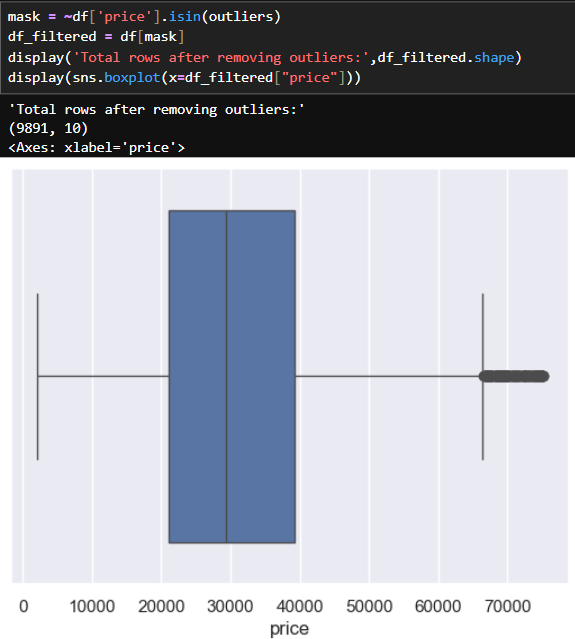 mask = ~df['price'].isin(outliers)
df_filtered = df[mask]
display('Total rows after removing outliers:',df_filtered.shape)
display(sns.boxplot(x=df_filtered["price"]))
'Total rows after removing outliers:'
(9891, 10)
<Axes: xlabel='price'>
0 10000 20000 30000 40000 50000 60000 70000
price